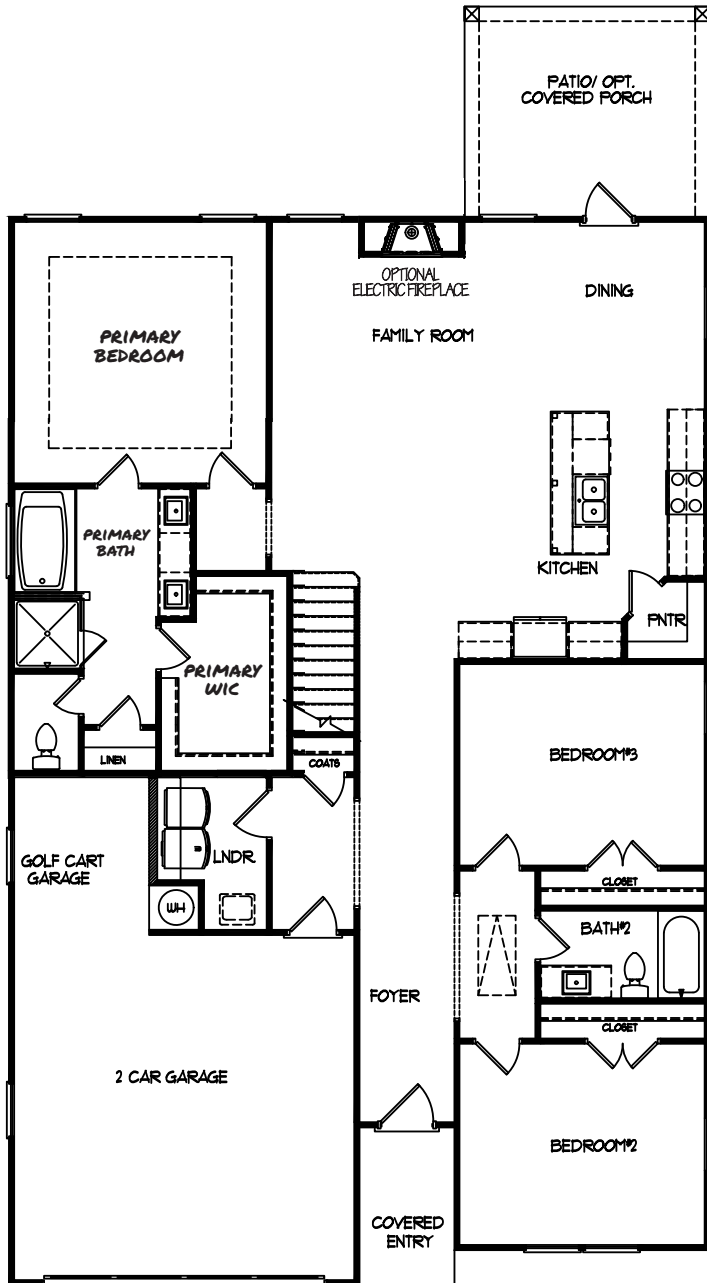 PATIO/ OPT.
COVERED PORCH
OPTIONAL
ELECTRIC FIREPLACE
DINING
FAMILY ROOM
PRIMARY
BEDROOM
PRIMARY
BATH
KITCHEN
PNTR
PRIMARY
WIC
LINEN
COATS
BEDROOM#3
GOLF CART
GARAGE
LNDR
CLOSET
WH
BATH#2
FOYER
CLOSET
2 CAR GARAGE
BEDROOM#2
COVERED
ENTRY